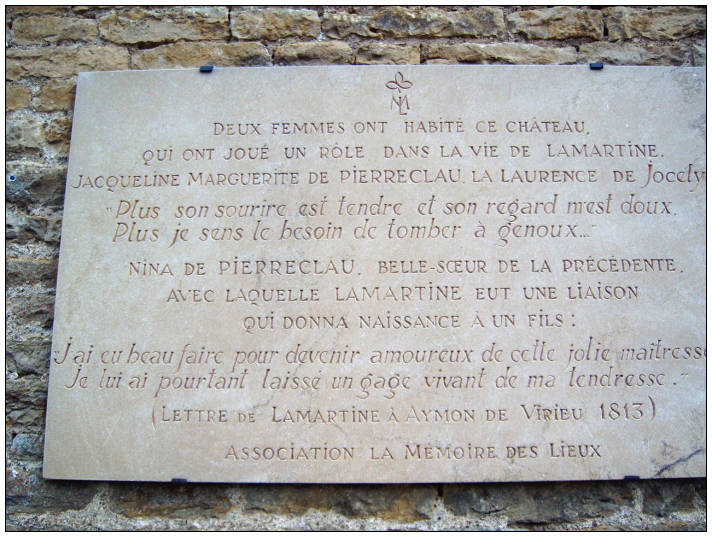 ML
DEUX FEMMES ONT HABITÉ CE CHÂTEAU,
QUI ONT JOUÉ UN RÔLE DANS LA VIE DE LAMARTINE.
JACQUELINE MARGUERITE DE PIERRECLAU, LA LAURENCE DE Jocely
"Plus son sourire est tendre et son regard m'est doux,
Plus je sens le besoin de tomber à genoux..."
NINA DE PIERRECLAU, BELLE-SŒUR DE LA PRÉCÉDENTE,
AVEC LAQUELLE LAMARTINE EUT UNE LIAISON
QUI DONNA NAISSANCE À UN FILS :
"J'ai eu beau faire pour devenir amoureux de cette jolie maîtresse
Je lui ai pourtant laissé un gage vivant de ma tendresse."
(LETTRE DE LAMARTINE À AYMON DE VIRIEU 1813)
ASSOCIATION LA MÉMOIRE DES LIEUX